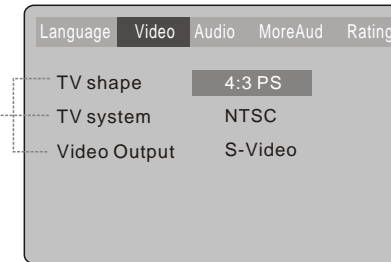 Language Video Audio MoreAud Rating
TV shape 4:3 PS
TV system NTSC
Video Output S-Video